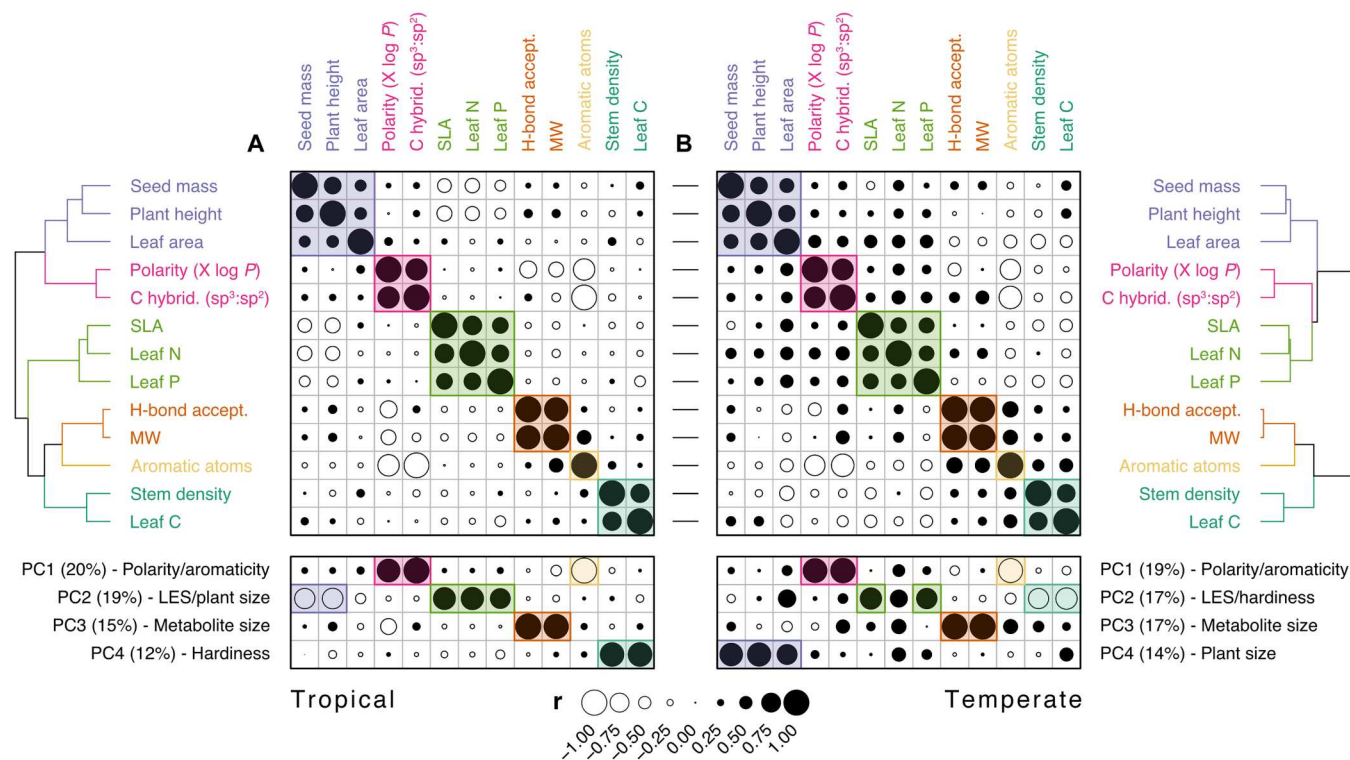 Seed mass
Plant height
Leaf area
Polarity (X log P)
C hybrid. (sp³:sp²)
SLA
Leaf N
Leaf P
H-bond accept.
MW
Aromatic atoms
Stem density
Leaf C
Seed mass
Plant height
Leaf area
Polarity (X log P)
C hybrid. (sp³:sp²)
SLA
Leaf N
Leaf P
H-bond accept.
MW
Aromatic atoms
Stem density
Leaf C
A
B
Seed mass
Plant height
Leaf area
Polarity (X log P)
C hybrid. (sp³:sp²)
SLA
Leaf N
Leaf P
H-bond accept.
MW
Aromatic atoms
Stem density
Leaf C
Seed mass
Plant height
Leaf area
Polarity (X log P)
C hybrid. (sp³:sp²)
SLA
Leaf N
Leaf P
H-bond accept.
MW
Aromatic atoms
Stem density
Leaf C
PC1 (20%) - Polarity/aromaticity
PC2 (19%) - LES/plant size
PC3 (15%) - Metabolite size
PC4 (12%) - Hardiness
PC1 (19%) - Polarity/aromaticity
PC2 (17%) - LES/hardiness
PC3 (17%) - Metabolite size
PC4 (14%) - Plant size
Tropical
r
Temperate
−1.00
−0.75
−0.50
−0.25
0.00
0.25
0.50
0.75
1.00